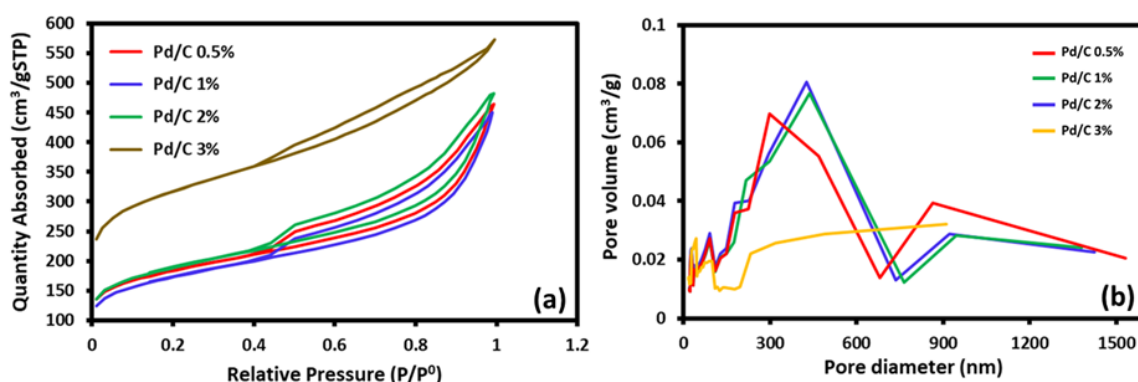 600
550
500
450
400
350
300
250
200
150
100
Quantity Absorbed (cm³/gSTP)
Pd/C 0.5%
Pd/C 1%
Pd/C 2%
Pd/C 3%
(a)
0 0.2 0.4 0.6 0.8 1 1.2
Relative Pressure (P/P⁰)
0.1
0.08
0.06
0.04
0.02
0
Pore volume (cm³/g)
Pd/C 0.5%
Pd/C 1%
Pd/C 2%
Pd/C 3%
(b)
0 300 600 900 1200 1500
Pore diameter (nm)